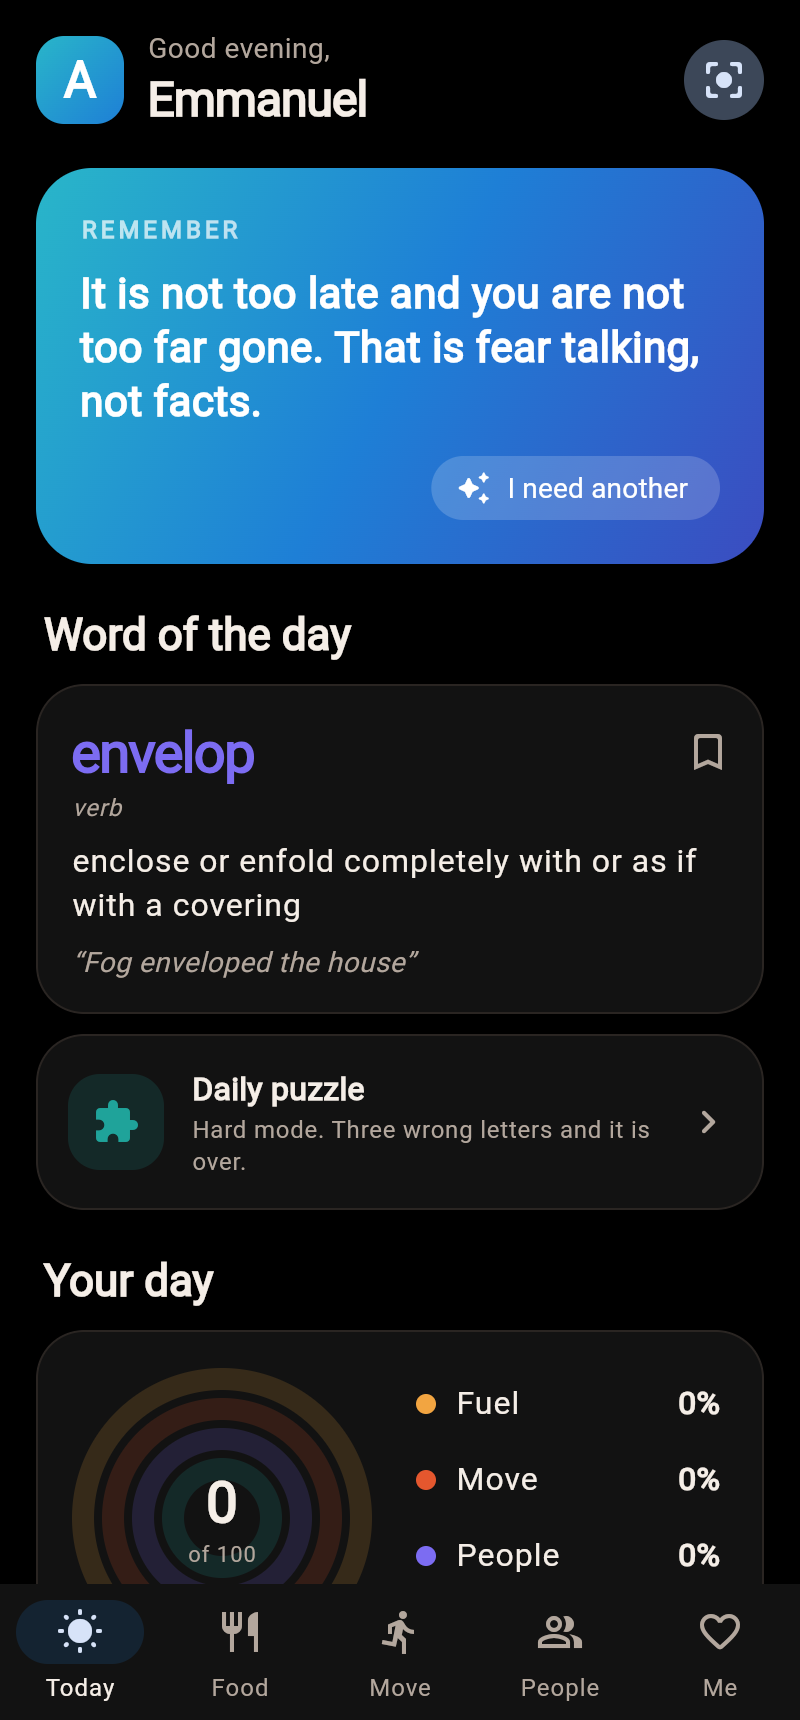 A
Good evening,
Emmanuel
REMEMBER
It is not too late and you are not
too far gone. That is fear talking,
not facts.
I need another
Word of the day
envelop
verb
enclose or enfold completely with or as if
with a covering
“Fog enveloped the house”
Daily puzzle
Hard mode. Three wrong letters and it is
over.
Your day
0
of 100
Fuel 0%
Move 0%
People 0%
Today Food Move People Me